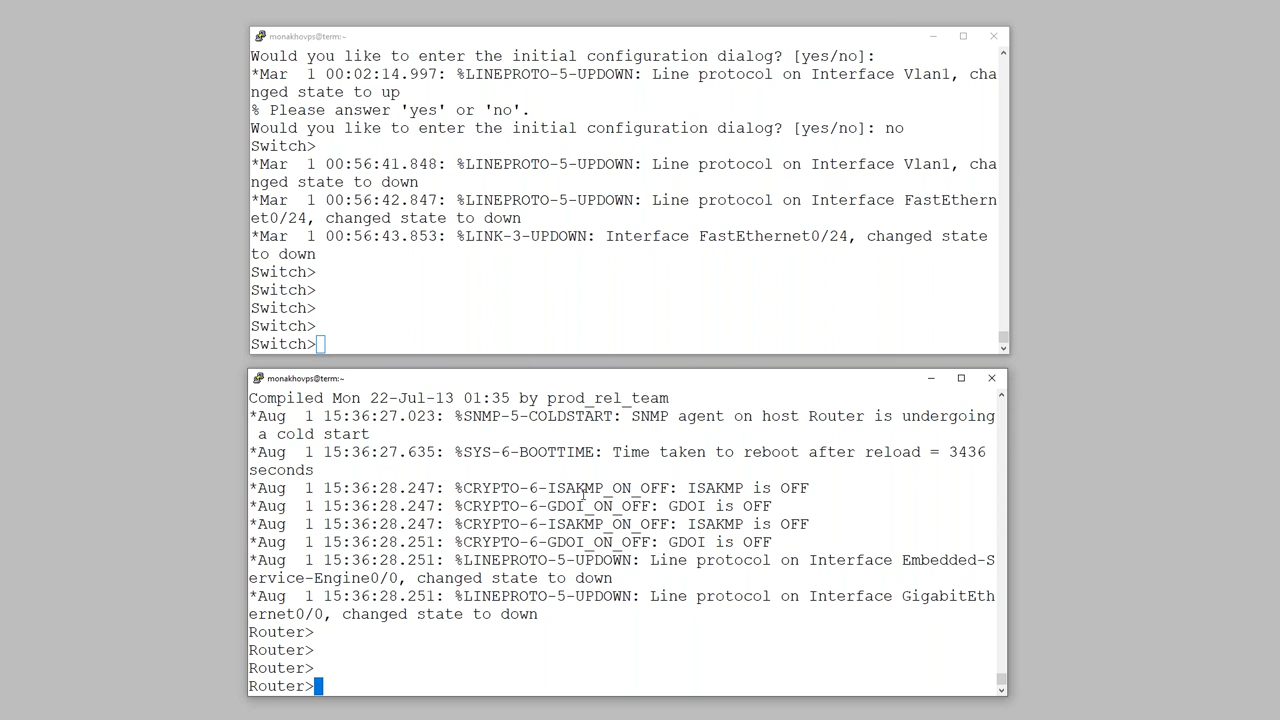 monakhovps@term:~
Would you like to enter the initial configuration dialog? [yes/no]:
*Mar  1 00:02:14.997: %LINEPROTO-5-UPDOWN: Line protocol on Interface Vlan1, cha
nged state to up
% Please answer 'yes' or 'no'.
Would you like to enter the initial configuration dialog? [yes/no]: no
Switch>
*Mar  1 00:56:41.848: %LINEPROTO-5-UPDOWN: Line protocol on Interface Vlan1, cha
nged state to down
*Mar  1 00:56:42.847: %LINEPROTO-5-UPDOWN: Line protocol on Interface FastEthern
et0/24, changed state to down
*Mar  1 00:56:43.853: %LINK-3-UPDOWN: Interface FastEthernet0/24, changed state
to down
Switch>
Switch>
Switch>
Switch>
Switch>
monakhovps@term:~
Compiled Mon 22-Jul-13 01:35 by prod_rel_team
*Aug  1 15:36:27.023: %SNMP-5-COLDSTART: SNMP agent on host Router is undergoing
 a cold start
*Aug  1 15:36:27.635: %SYS-6-BOOTTIME: Time taken to reboot after reload = 3436
seconds
*Aug  1 15:36:28.247: %CRYPTO-6-ISAKMP_ON_OFF: ISAKMP is OFF
*Aug  1 15:36:28.247: %CRYPTO-6-GDOI_ON_OFF: GDOI is OFF
*Aug  1 15:36:28.247: %CRYPTO-6-ISAKMP_ON_OFF: ISAKMP is OFF
*Aug  1 15:36:28.251: %CRYPTO-6-GDOI_ON_OFF: GDOI is OFF
*Aug  1 15:36:28.251: %LINEPROTO-5-UPDOWN: Line protocol on Interface Embedded-S
ervice-Engine0/0, changed state to down
*Aug  1 15:36:28.251: %LINEPROTO-5-UPDOWN: Line protocol on Interface GigabitEth
ernet0/0, changed state to down
Router>
Router>
Router>
Router>